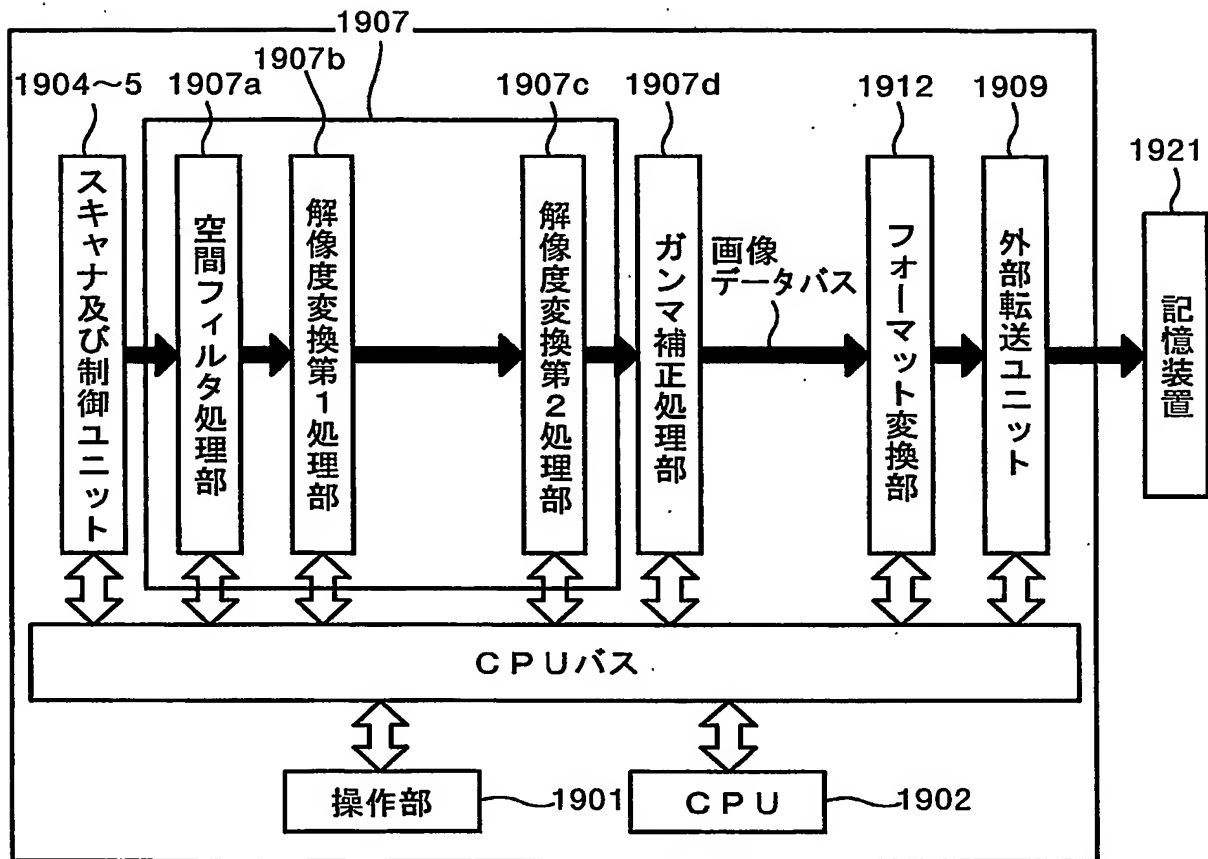 1907
1907b
1904～5
1907a
1907c
1907d
1912
1909
1921
スキャナ及び制御ユニット
空間フィルタ処理部
解像度変換第1処理部
解像度変換第2処理部
ガンマ補正処理部
画像
データバス
フォーマット変換部
外部転送ユニット
記憶装置
CPUバス
操作部
1901
CPU
1902